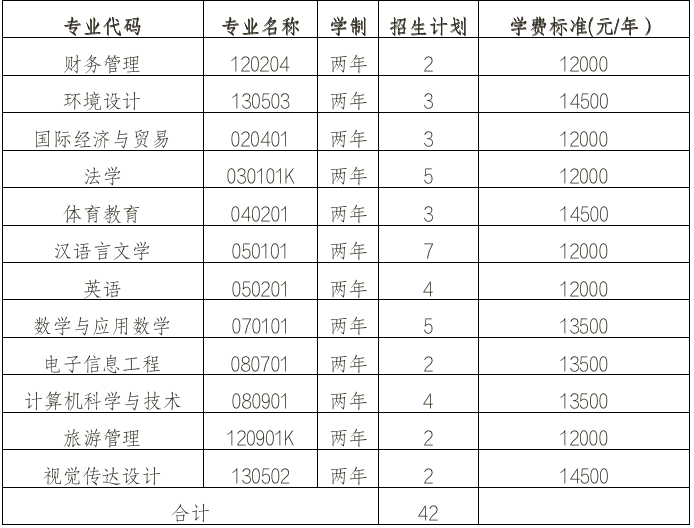 专业代码 专业名称 学制 招生计划 学费标准(元/年)
财务管理 120204 两年 2 12000
环境设计 130503 两年 3 14500
国际经济与贸易 020401 两年 3 12000
法学 030101K 两年 5 12000
体育教育 040201 两年 3 14500
汉语言文学 050101 两年 7 12000
英语 050201 两年 4 12000
数学与应用数学 070101 两年 5 13500
电子信息工程 080701 两年 2 13500
计算机科学与技术 080901 两年 4 13500
旅游管理 120901K 两年 2 12000
视觉传达设计 130502 两年 2 14500
合计 42